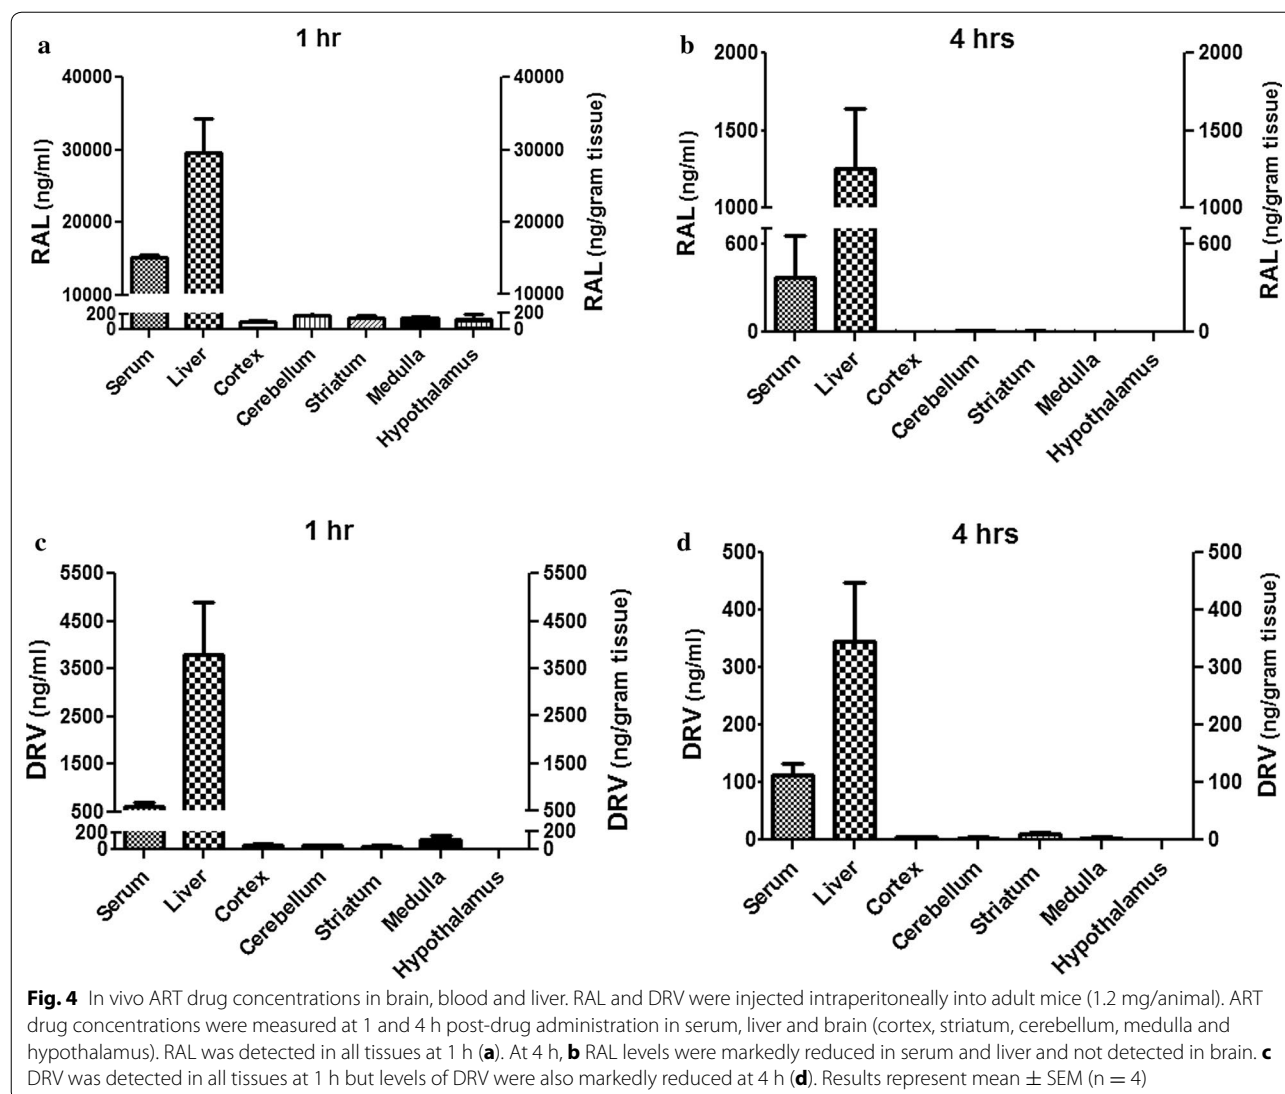 a
1 hr
RAL (ng/ml)
40000
30000
20000
10000
200
0
40000
30000
20000
10000
200
0
RAL (ng/gram tissue)
Serum
Liver
Cortex
Cerebellum
Striatum
Medulla
Hypothalamus
b
4 hrs
RAL (ng/ml)
2000
1500
1000
600
0
2000
1500
1000
600
0
RAL (ng/gram tissue)
Serum
Liver
Cortex
Cerebellum
Striatum
Medulla
Hypothalamus
c
1 hr
DRV (ng/ml)
5500
4500
3500
2500
1500
500
200
0
5500
4500
3500
2500
1500
500
200
0
DRV (ng/gram tissue)
Serum
Liver
Cortex
Cerebellum
Striatum
Medulla
Hypothalamus
d
4 hrs
DRV (ng/ml)
500
400
300
200
100
0
500
400
300
200
100
0
DRV (ng/gram tissue)
Serum
Liver
Cortex
Cerebellum
Striatum
Medulla
Hypothalamus
Fig. 4 In vivo ART drug concentrations in brain, blood and liver. RAL and DRV were injected intraperitoneally into adult mice (1.2 mg/animal). ART
drug concentrations were measured at 1 and 4 h post-drug administration in serum, liver and brain (cortex, striatum, cerebellum, medulla and
hypothalamus). RAL was detected in all tissues at 1 h (a). At 4 h, b RAL levels were markedly reduced in serum and liver and not detected in brain. c
DRV was detected in all tissues at 1 h but levels of DRV were also markedly reduced at 4 h (d). Results represent mean ± SEM (n = 4)